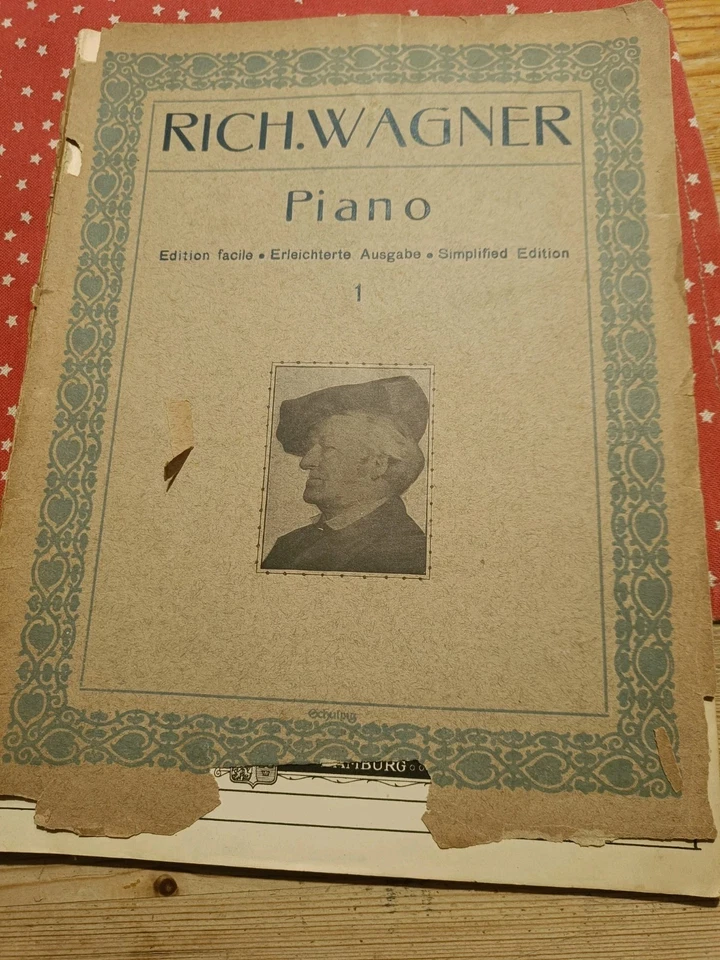 RICH. WAGNER
Piano
Edition facile • Erleichterte Ausgabe • Simplified Edition
1